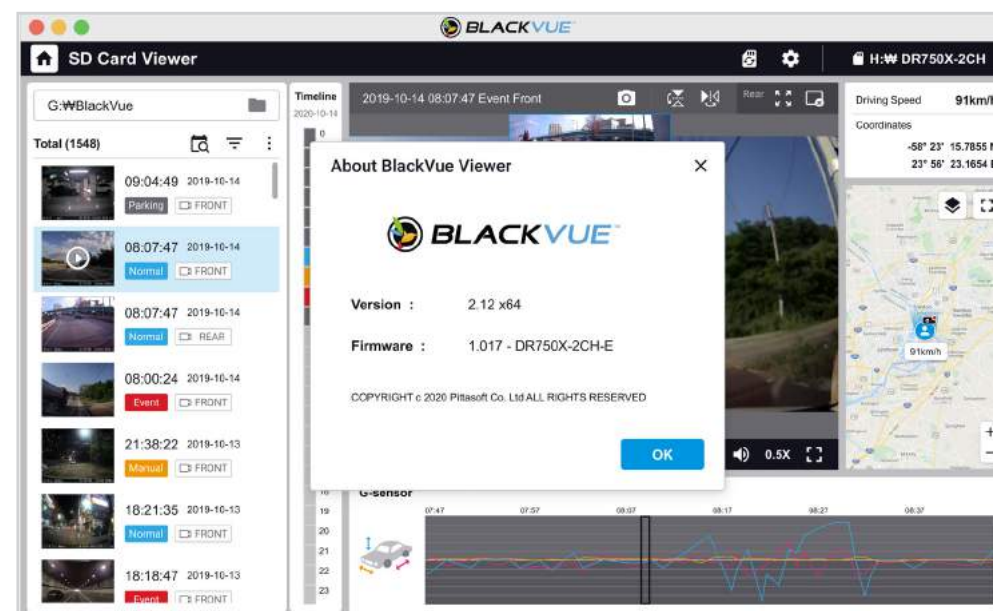 BLACKVUE
SD Card Viewer
H:₩ DR750X-2CH
G:₩BlackVue
Total (1548)
09:04:49 2019-10-14
Parking FRONT
08:07:47 2019-10-14
Normal FRONT
08:07:47 2019-10-14
Normal REAR
08:00:24 2019-10-14
Event FRONT
21:38:22 2019-10-13
Manual FRONT
18:21:35 2019-10-13
Normal FRONT
18:18:47 2019-10-13
Event FRONT
Timeline
2020-10-14
0
18
19
20
21
22
23
2019-10-14 08:07:47 Event Front
Rear
About BlackVue Viewer
BLACKVUE
Version : 2.12 x64
Firmware : 1.017 - DR750X-2CH-E
COPYRIGHT c 2020 Pittasoft Co. Ltd ALL RIGHTS RESERVED
OK
0.5X
Driving Speed 91km/h
Coordinates
-58° 23' 15.7855 N
23° 56' 23.1654 E
91km/h
G-sensor
07:47 07:57 08:07 08:17 08:27 08:37